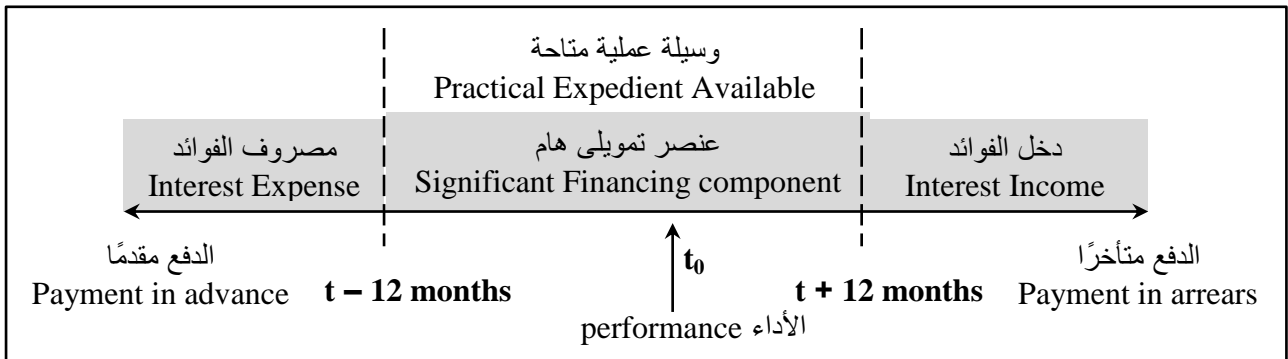 وسيلة عملية متاحة
Practical Expedient Available
مصروف الفوائد
Interest Expense
عنصر تمويلى هام
Significant Financing component
دخل الفوائد
Interest Income
الدفع مقدمًا
Payment in advance
t – 12 months
t₀
الأداء performance
t + 12 months
الدفع متأخرًا
Payment in arrears